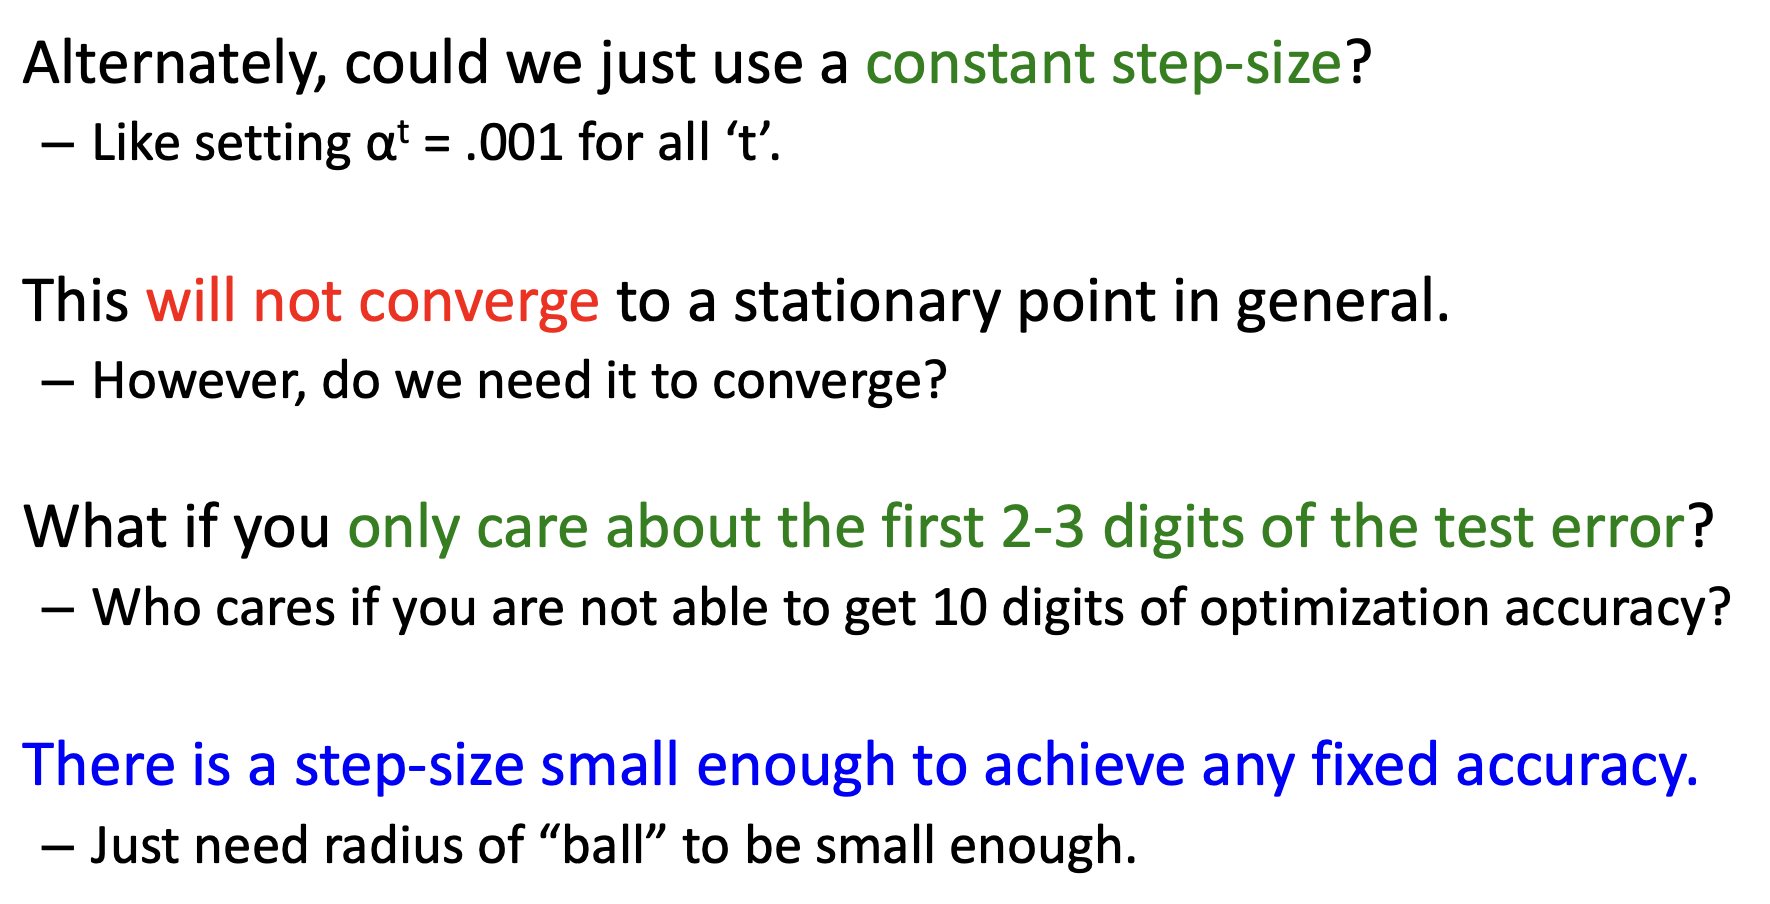 Alternately, could we just use a constant step-size?
– Like setting αᵗ = .001 for all ‘t’.
This will not converge to a stationary point in general.
– However, do we need it to converge?
What if you only care about the first 2-3 digits of the test error?
– Who cares if you are not able to get 10 digits of optimization accuracy?
There is a step-size small enough to achieve any fixed accuracy.
– Just need radius of “ball” to be small enough.